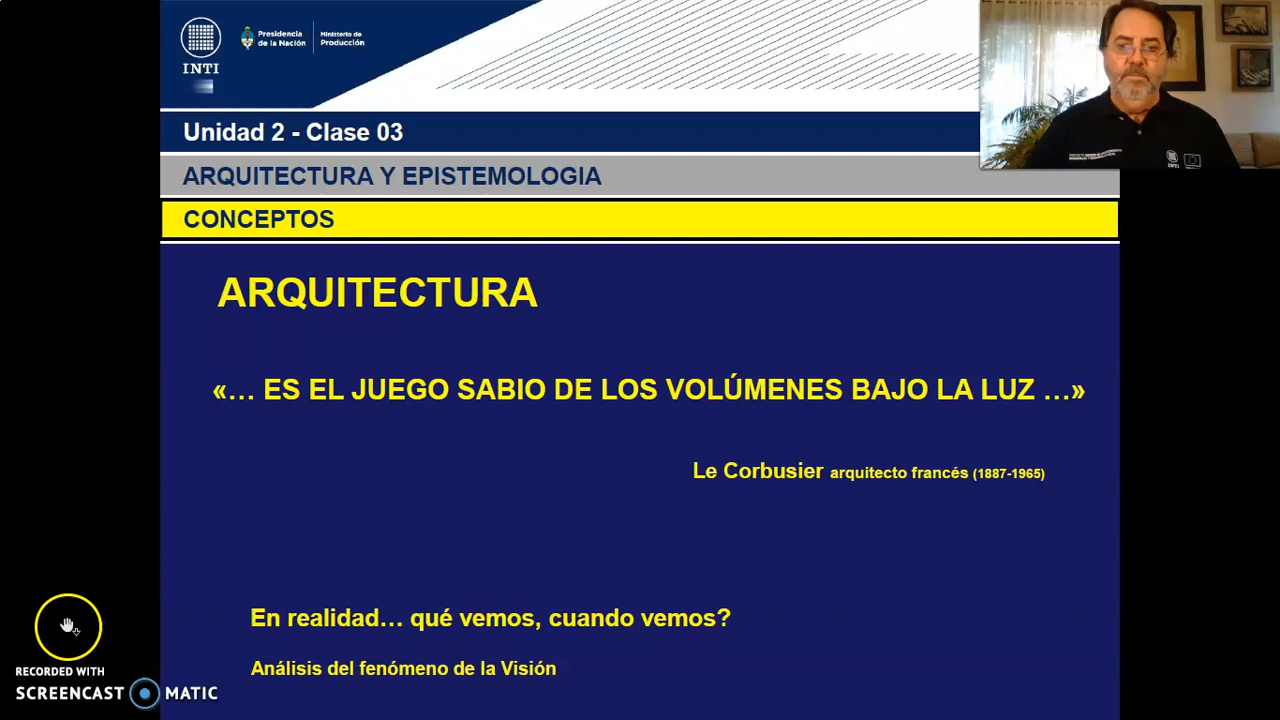 INTI
Presidencia
de la Nación
Ministerio de
Producción
Unidad 2 - Clase 03
ARQUITECTURA Y EPISTEMOLOGIA
CONCEPTOS
ARQUITECTURA
«… ES EL JUEGO SABIO DE LOS VOLÚMENES BAJO LA LUZ …»
Le Corbusier arquitecto francés (1887-1965)
En realidad… qué vemos, cuando vemos?
Análisis del fenómeno de la Visión
RECORDED WITH
SCREENCAST MATIC
INTI